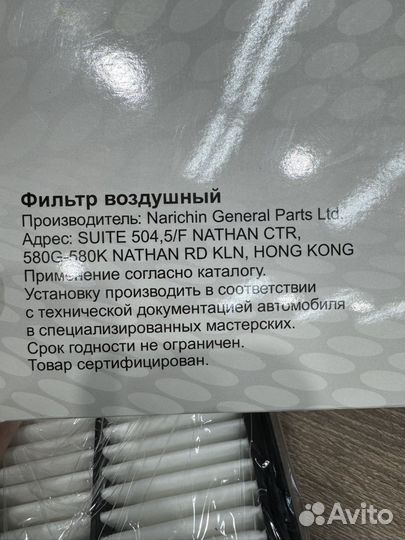 Фильтр воздушный
Производитель: Narichin General Parts Ltd.
Адрес: SUITE 504,5/F NATHAN CTR,
580G-580K NATHAN RD KLN, HONG KONG
Применение согласно каталогу.
Установку производить в соответствии
с технической документацией автомобиля
в специализированных мастерских.
Срок годности не ограничен.
Товар сертифицирован.
Avito